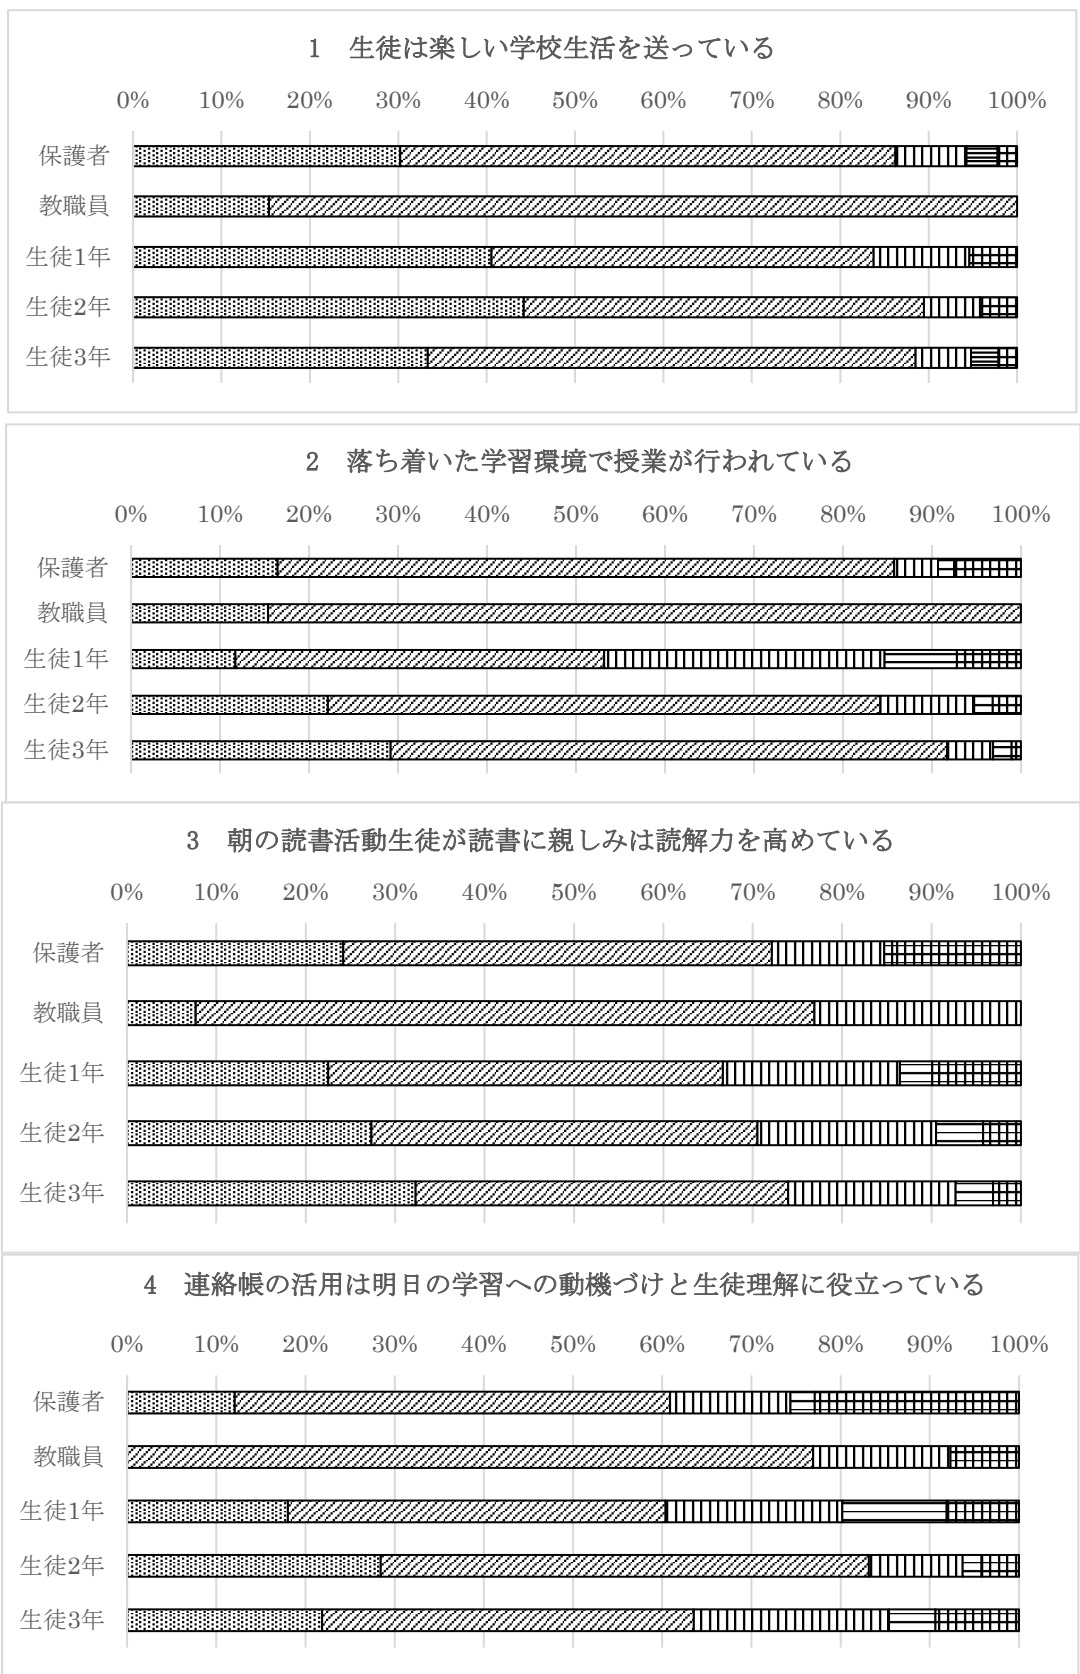 1　生徒は楽しい学校生活を送っている
0% 10% 20% 30% 40% 50% 60% 70% 80% 90% 100%
保護者
教職員
生徒1年
生徒2年
生徒3年
2　落ち着いた学習環境で授業が行われている
0% 10% 20% 30% 40% 50% 60% 70% 80% 90% 100%
保護者
教職員
生徒1年
生徒2年
生徒3年
3　朝の読書活動生徒が読書に親しみは読解力を高めている
0% 10% 20% 30% 40% 50% 60% 70% 80% 90% 100%
保護者
教職員
生徒1年
生徒2年
生徒3年
4　連絡帳の活用は明日の学習への動機づけと生徒理解に役立っている
0% 10% 20% 30% 40% 50% 60% 70% 80% 90% 100%
保護者
教職員
生徒1年
生徒2年
生徒3年